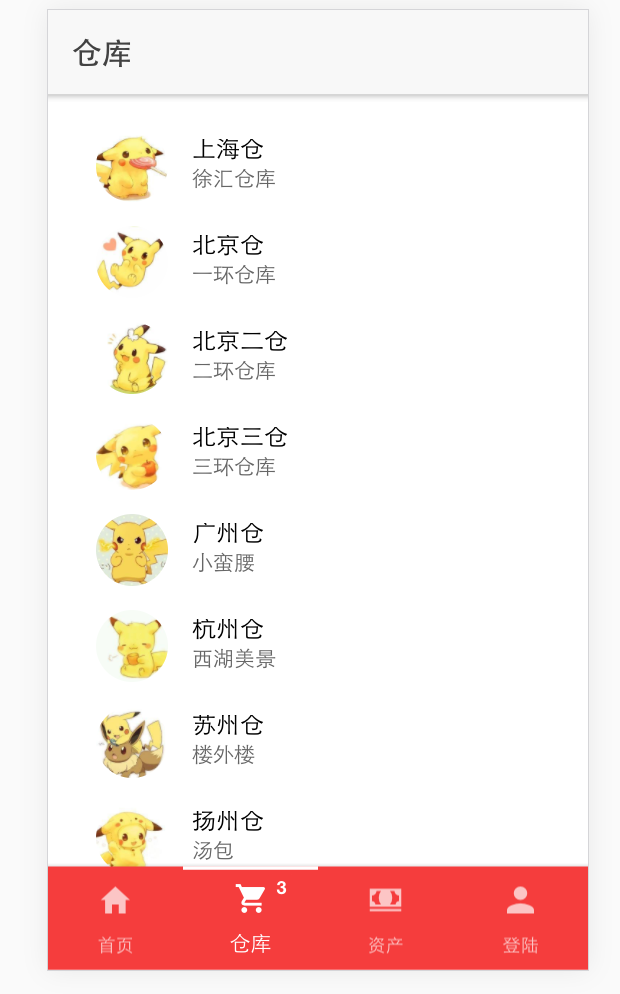 仓库
上海仓
徐汇仓库
北京仓
一环仓库
北京二仓
二环仓库
北京三仓
三环仓库
广州仓
小蛮腰
杭州仓
西湖美景
苏州仓
楼外楼
扬州仓
汤包
3
首页
仓库
资产
登陆